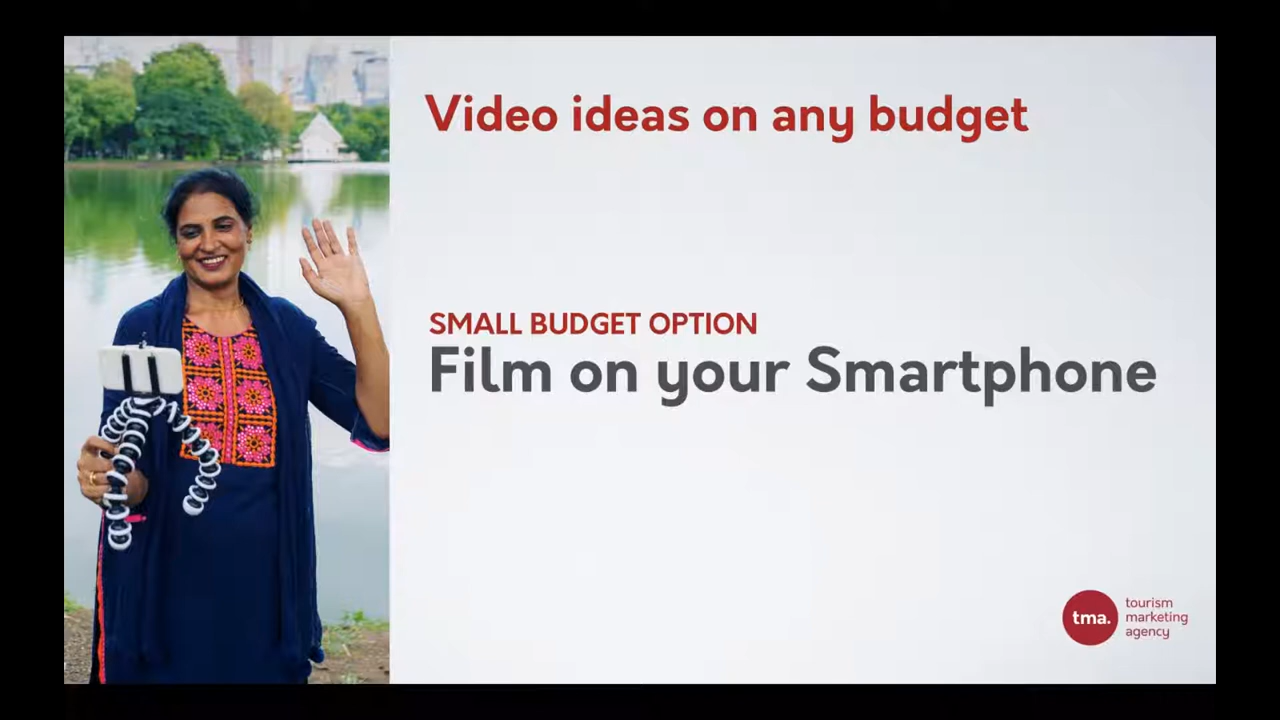 Video ideas on any budget
SMALL BUDGET OPTION
Film on your Smartphone
tma.
tourism
marketing
agency